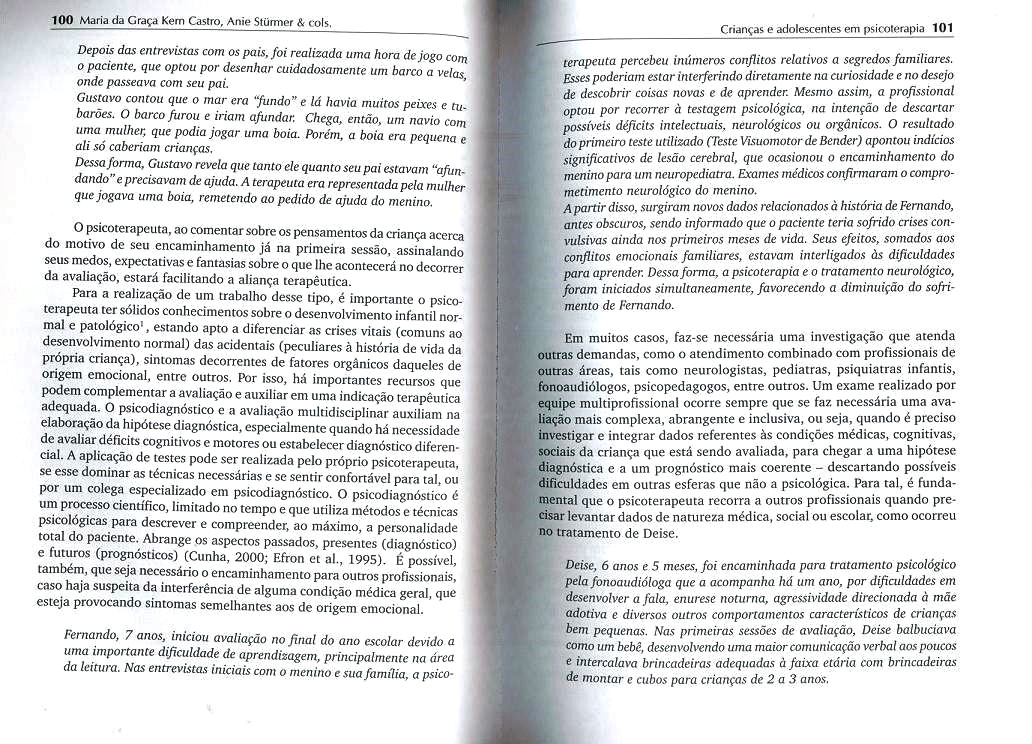 100 Maria da Graça Kern Castro, Anie Stürmer & cols.
Depois das entrevistas com os pais, foi realizada uma hora de jogo com
o paciente, que optou por desenhar cuidadosamente um barco a velas,
onde passeava com seu pai.
Gustavo contou que o mar era “fundo” e lá havia muitos peixes e tu-
barões. O barco furou e iriam afundar. Chega, então, um navio com
uma mulher, que podia jogar uma boia. Porém, a boia era pequena e
ali só caberiam crianças.
Dessa forma, Gustavo revela que tanto ele quanto seu pai estavam “afun-
dando” e precisavam de ajuda. A terapeuta era representada pela mulher
que jogava uma boia, remetendo ao pedido de ajuda do menino.
O psicoterapeuta, ao comentar sobre os pensamentos da criança acerca
do motivo de seu encaminhamento já na primeira sessão, assinalando
seus medos, expectativas e fantasias sobre o que lhe acontecerá no decorrer
da avaliação, estará facilitando a aliança terapêutica.
Para a realização de um trabalho desse tipo, é importante o psico-
terapeuta ter sólidos conhecimentos sobre o desenvolvimento infantil nor-
mal e patológico¹, estando apto a diferenciar as crises vitais (comuns ao
desenvolvimento normal) das acidentais (peculiares à história de vida da
própria criança), sintomas decorrentes de fatores orgânicos daqueles de
origem emocional, entre outros. Por isso, há importantes recursos que
podem complementar a avaliação e auxiliar em uma indicação terapêutica
adequada. O psicodiagnóstico e a avaliação multidisciplinar auxiliam na
elaboração da hipótese diagnóstica, especialmente quando há necessidade
de avaliar déficits cognitivos e motores ou estabelecer diagnóstico diferen-
cial. A aplicação de testes pode ser realizada pelo próprio psicoterapeuta,
se esse dominar as técnicas necessárias e se sentir confortável para tal, ou
por um colega especializado em psicodiagnóstico. O psicodiagnóstico é
um processo científico, limitado no tempo e que utiliza métodos e técnicas
psicológicas para descrever e compreender, ao máximo, a personalidade
total do paciente. Abrange os aspectos passados, presentes (diagnóstico)
e futuros (prognósticos) (Cunha, 2000; Efron et al., 1995). É possível,
também, que seja necessário o encaminhamento para outros profissionais,
caso haja suspeita da interferência de alguma condição médica geral, que
esteja provocando sintomas semelhantes aos de origem emocional.
Fernando, 7 anos, iniciou avaliação no final do ano escolar devido a
uma importante dificuldade de aprendizagem, principalmente na área
da leitura. Nas entrevistas iniciais com o menino e sua família, a psico-
Crianças e adolescentes em psicoterapia 101
terapeuta percebeu inúmeros conflitos relativos a segredos familiares.
Esses poderiam estar interferindo diretamente na curiosidade e no desejo
de descobrir coisas novas e de aprender. Mesmo assim, a profissional
optou por recorrer à testagem psicológica, na intenção de descartar
possíveis déficits intelectuais, neurológicos ou orgânicos. O resultado
do primeiro teste utilizado (Teste Visuomotor de Bender) apontou indícios
significativos de lesão cerebral, que ocasionou o encaminhamento do
menino para um neuropediatra. Exames médicos confirmaram o compro-
metimento neurológico do menino.
A partir disso, surgiram novos dados relacionados à história de Fernando,
antes obscuros, sendo informado que o paciente teria sofrido crises con-
vulsivas ainda nos primeiros meses de vida. Seus efeitos, somados aos
conflitos emocionais familiares, estavam interligados às dificuldades
para aprender. Dessa forma, a psicoterapia e o tratamento neurológico,
foram iniciados simultaneamente, favorecendo a diminuição do sofri-
mento de Fernando.
Em muitos casos, faz-se necessária uma investigação que atenda
outras demandas, como o atendimento combinado com profissionais de
outras áreas, tais como neurologistas, pediatras, psiquiatras infantis,
fonoaudiólogos, psicopedagogos, entre outros. Um exame realizado por
equipe multiprofissional ocorre sempre que se faz necessária uma ava-
liação mais complexa, abrangente e inclusiva, ou seja, quando é preciso
investigar e integrar dados referentes às condições médicas, cognitivas,
sociais da criança que está sendo avaliada, para chegar a uma hipótese
diagnóstica e a um prognóstico mais coerente – descartando possíveis
dificuldades em outras esferas que não a psicológica. Para tal, é funda-
mental que o psicoterapeuta recorra a outros profissionais quando pre-
cisar levantar dados de natureza médica, social ou escolar, como ocorreu
no tratamento de Deise.
Deise, 6 anos e 5 meses, foi encaminhada para tratamento psicológico
pela fonoaudióloga que a acompanha há um ano, por dificuldades em
desenvolver a fala, enurese noturna, agressividade direcionada à mãe
adotiva e diversos outros comportamentos característicos de crianças
bem pequenas. Nas primeiras sessões de avaliação, Deise balbuciava
como um bebê, desenvolvendo uma maior comunicação verbal aos poucos
e intercalava brincadeiras adequadas à faixa etária com brincadeiras
de montar e cubos para crianças de 2 a 3 anos.